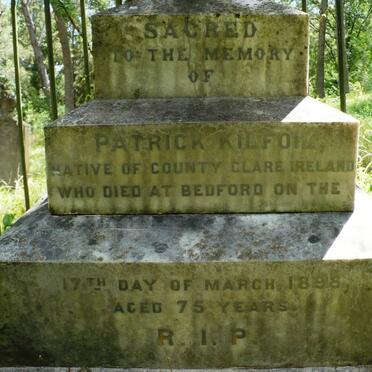 SACRED
TO THE MEMORY
OF
PATRICK KILFOIL
NATIVE OF COUNTY CLARE IRELAND
WHO DIED AT BEDFORD ON THE
17TH DAY OF MARCH 1895,
AGED 75 YEARS.
R.I.P